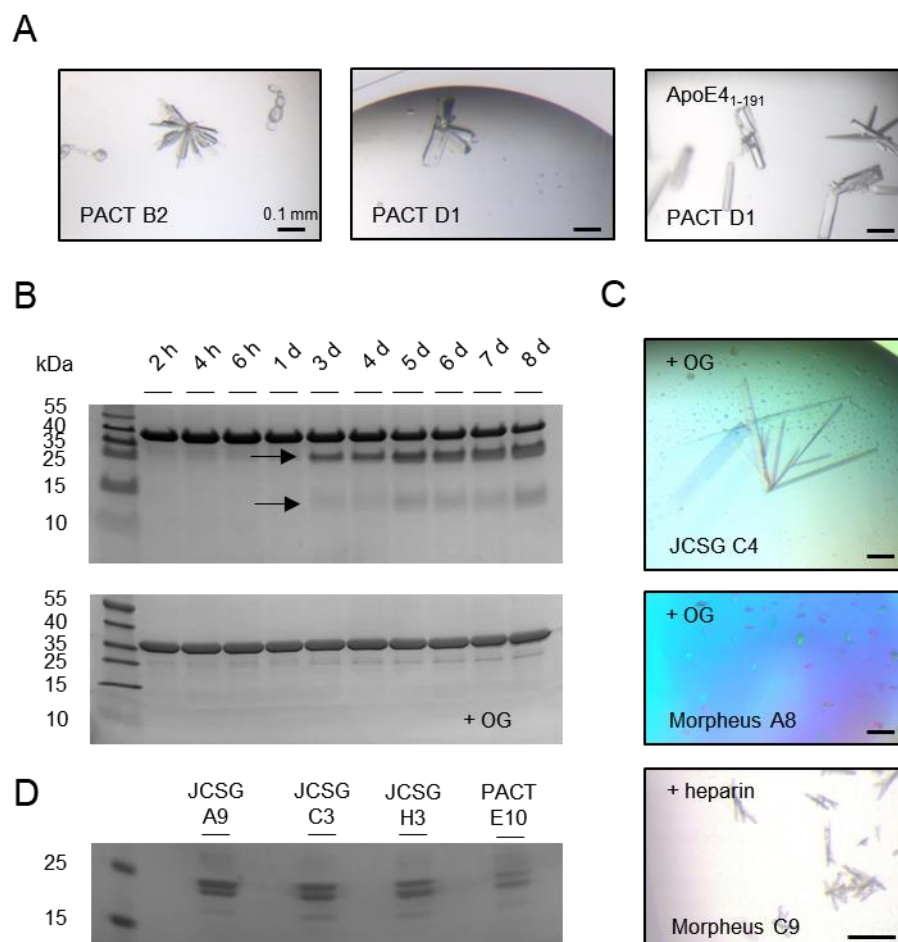 A
PACT B2
0.1 mm
PACT D1
ApoE4₁₋₁₉₁
PACT D1
B
kDa
2 h
4 h
6 h
1 d
3 d
4 d
5 d
6 d
7 d
8 d
55
40
35
25
15
10
55
40
35
25
15
10
+ OG
C
+ OG
JCSG C4
+ OG
Morpheus A8
+ heparin
Morpheus C9
D
JCSG
A9
JCSG
C3
JCSG
H3
PACT
E10
25
15